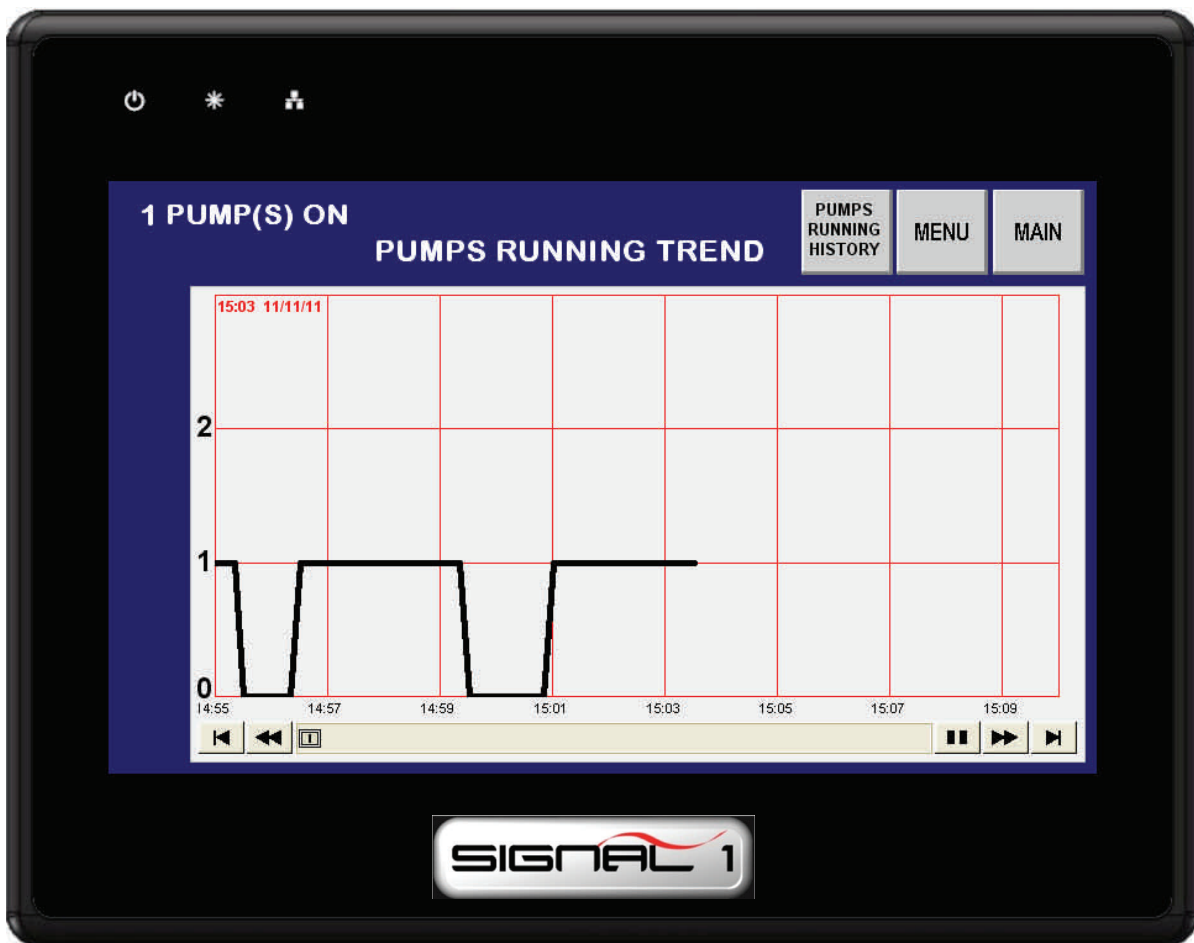 1 PUMP(S) ON
PUMPS RUNNING TREND
PUMPS
RUNNING
HISTORY
MENU
MAIN
15:03 11/11/11
2
1
0
14:55 14:57 14:59 15:01 15:03 15:05 15:07 15:09
SIGNAL 1